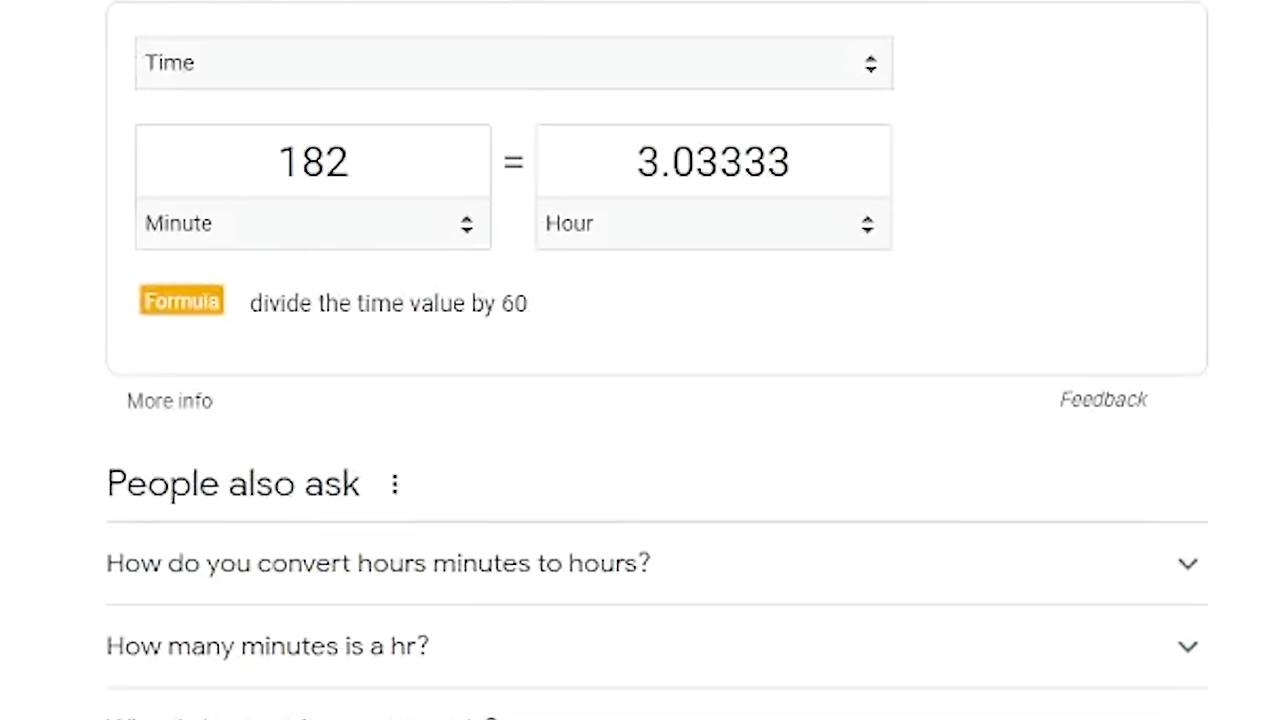 Time
182 = 3.03333
Minute Hour
Formula divide the time value by 60
More info Feedback
People also ask
How do you convert hours minutes to hours?
How many minutes is a hr?